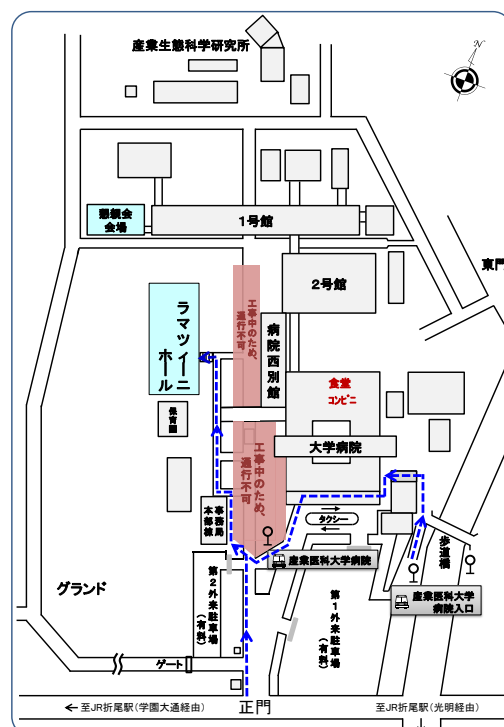 産業生態科学研究所
N
懇親会
会場
1号館
東門
2号館
ラマツィーニ
ホール
工事中のため、
通行不可
病院西別館
食堂
コンビニ
保育園
大学病院
工事中のため、
通行不可
事務局
本部棟
タクシー
産業医科大学病院
歩道橋
グランド
第2外来駐車場
(有料)
第1外来駐車場
(有料)
産業医科大学
病院入口
ゲート
←至JR折尾駅(学園大通経由)
正門
至JR折尾駅(光明経由)